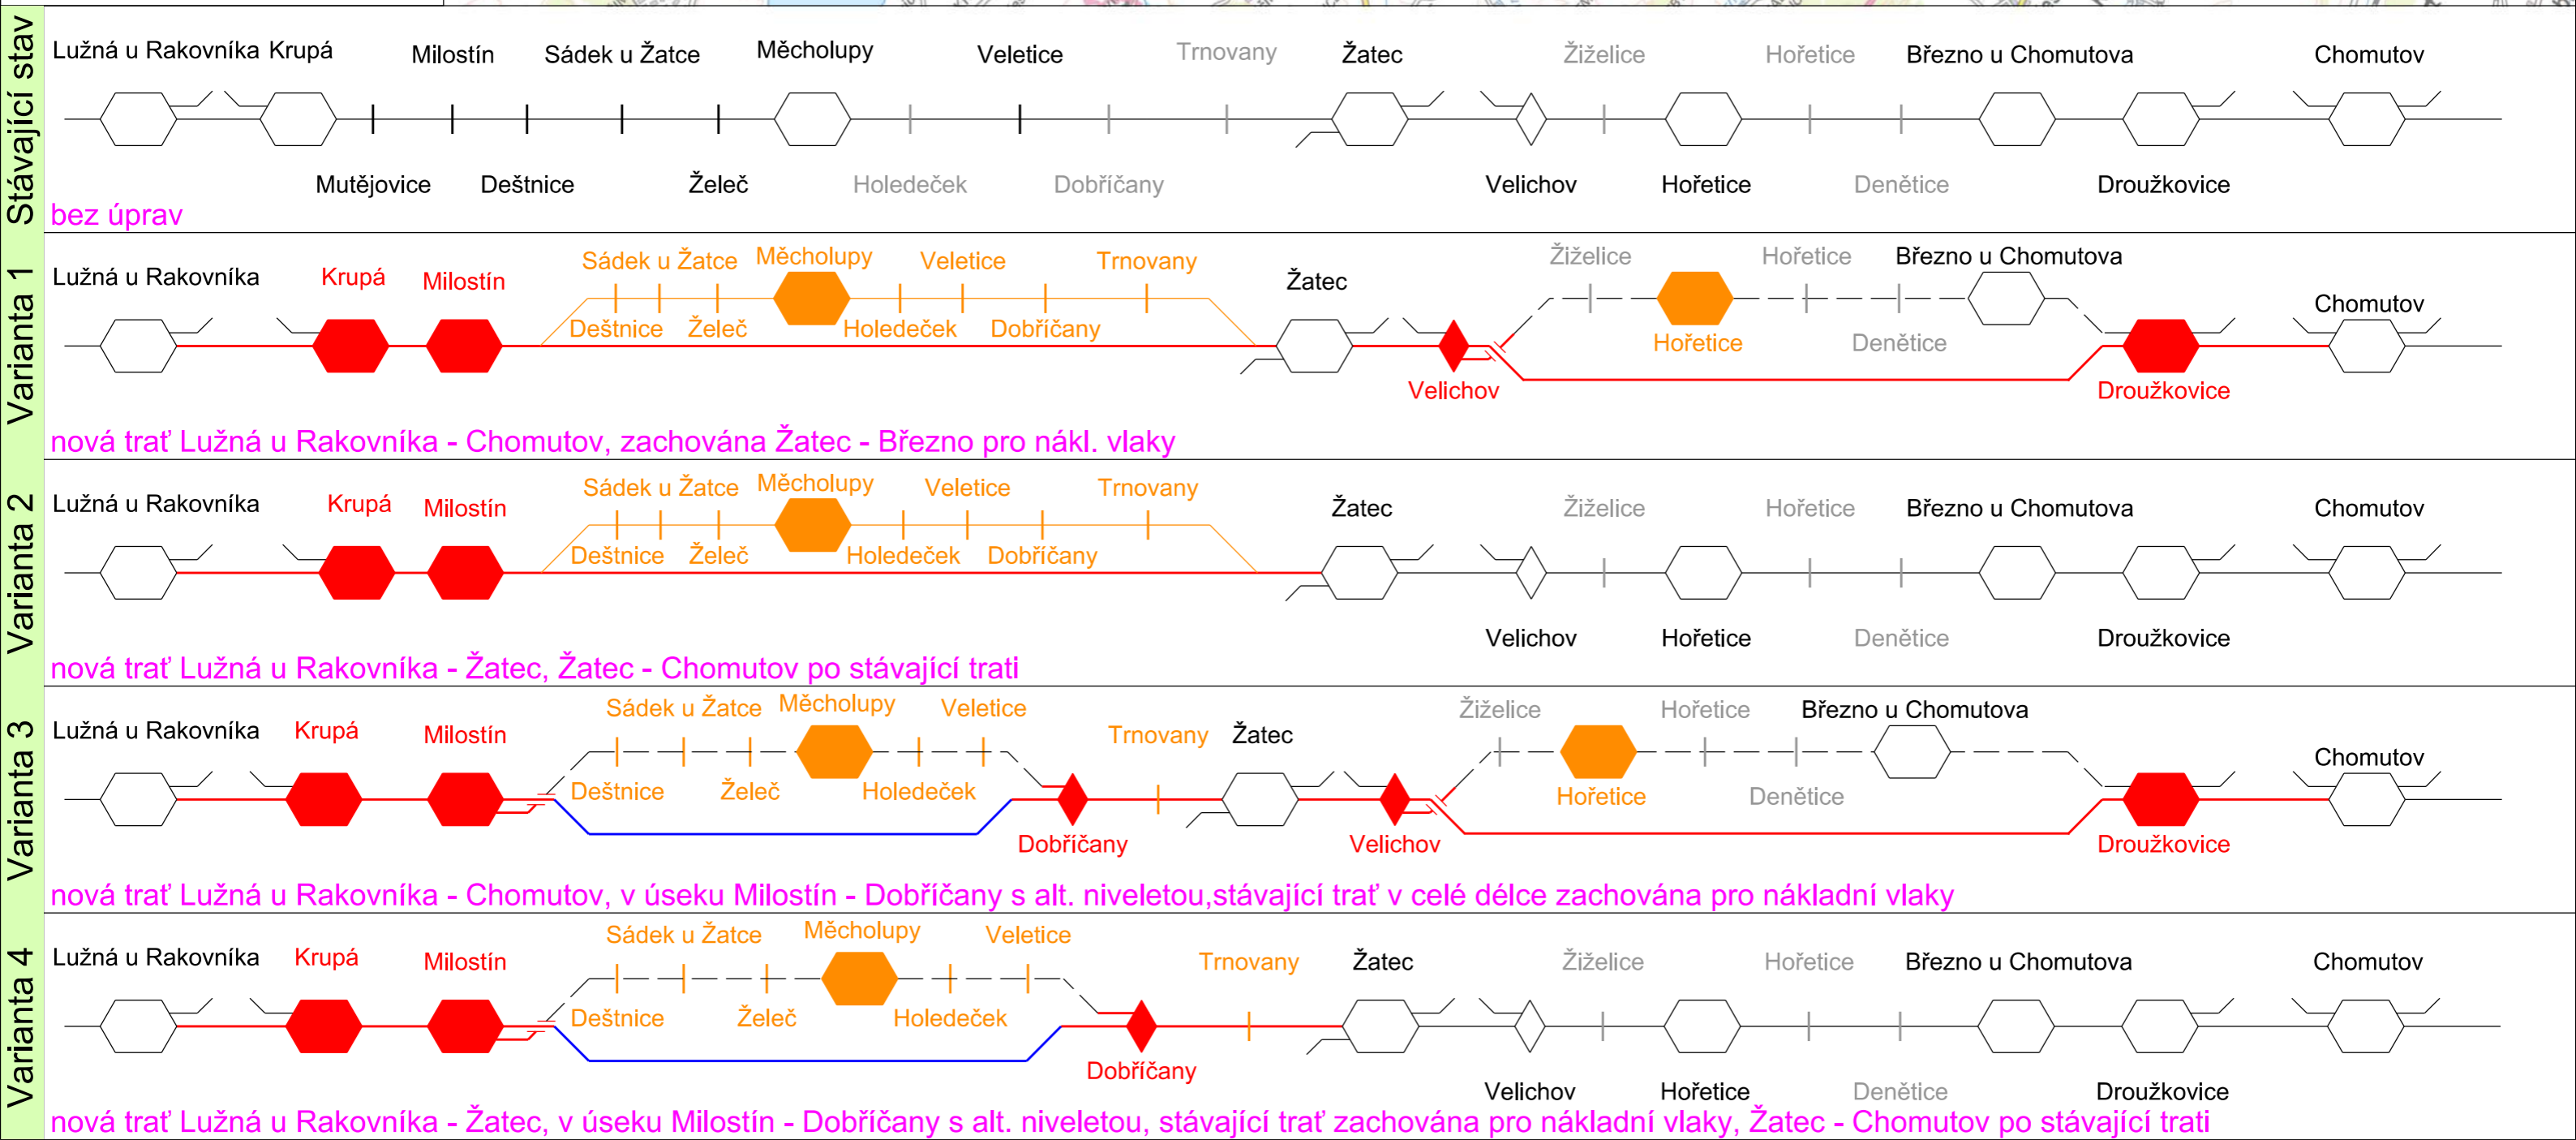 Stávající stav
Lužná u Rakovníka Krupá Milostín Sádek u Žatce Měcholupy Veletice Trnovany Žatec Žiželice Hořetice Březno u Chomutova Chomutov
Mutějovice Deštnice Želeč Holedeček Dobříčany Velichov Hořetice Denětice Droužkovice
bez úprav
Varianta 1
Sádek u Žatce Měcholupy Veletice Trnovany Žiželice Hořetice Březno u Chomutova
Lužná u Rakovníka Krupá Milostín Žatec Chomutov
Deštnice Želeč Holedeček Dobříčany Hořetice Denětice
Velichov Droužkovice
nová trať Lužná u Rakovníka - Chomutov, zachována Žatec - Březno pro nákl. vlaky
Varianta 2
Sádek u Žatce Měcholupy Veletice Trnovany
Lužná u Rakovníka Krupá Milostín Žatec Žiželice Hořetice Březno u Chomutova Chomutov
Deštnice Želeč Holedeček Dobříčany
Velichov Hořetice Denětice Droužkovice
nová trať Lužná u Rakovníka - Žatec, Žatec - Chomutov po stávající trati
Varianta 3
Sádek u Žatce Měcholupy Veletice Žiželice Hořetice Březno u Chomutova
Lužná u Rakovníka Krupá Milostín Trnovany Žatec Chomutov
Deštnice Želeč Holedeček Hořetice Denětice
Dobříčany Velichov Droužkovice
nová trať Lužná u Rakovníka - Chomutov, v úseku Milostín - Dobříčany s alt. niveletou,stávající trať v celé délce zachována pro nákladní vlaky
Varianta 4
Sádek u Žatce Měcholupy Veletice
Lužná u Rakovníka Krupá Milostín Trnovany Žatec Žiželice Hořetice Březno u Chomutova Chomutov
Deštnice Želeč Holedeček
Dobříčany Velichov Hořetice Denětice Droužkovice
nová trať Lužná u Rakovníka - Žatec, v úseku Milostín - Dobříčany s alt. niveletou, stávající trať zachována pro nákladní vlaky, Žatec - Chomutov po stávající trati